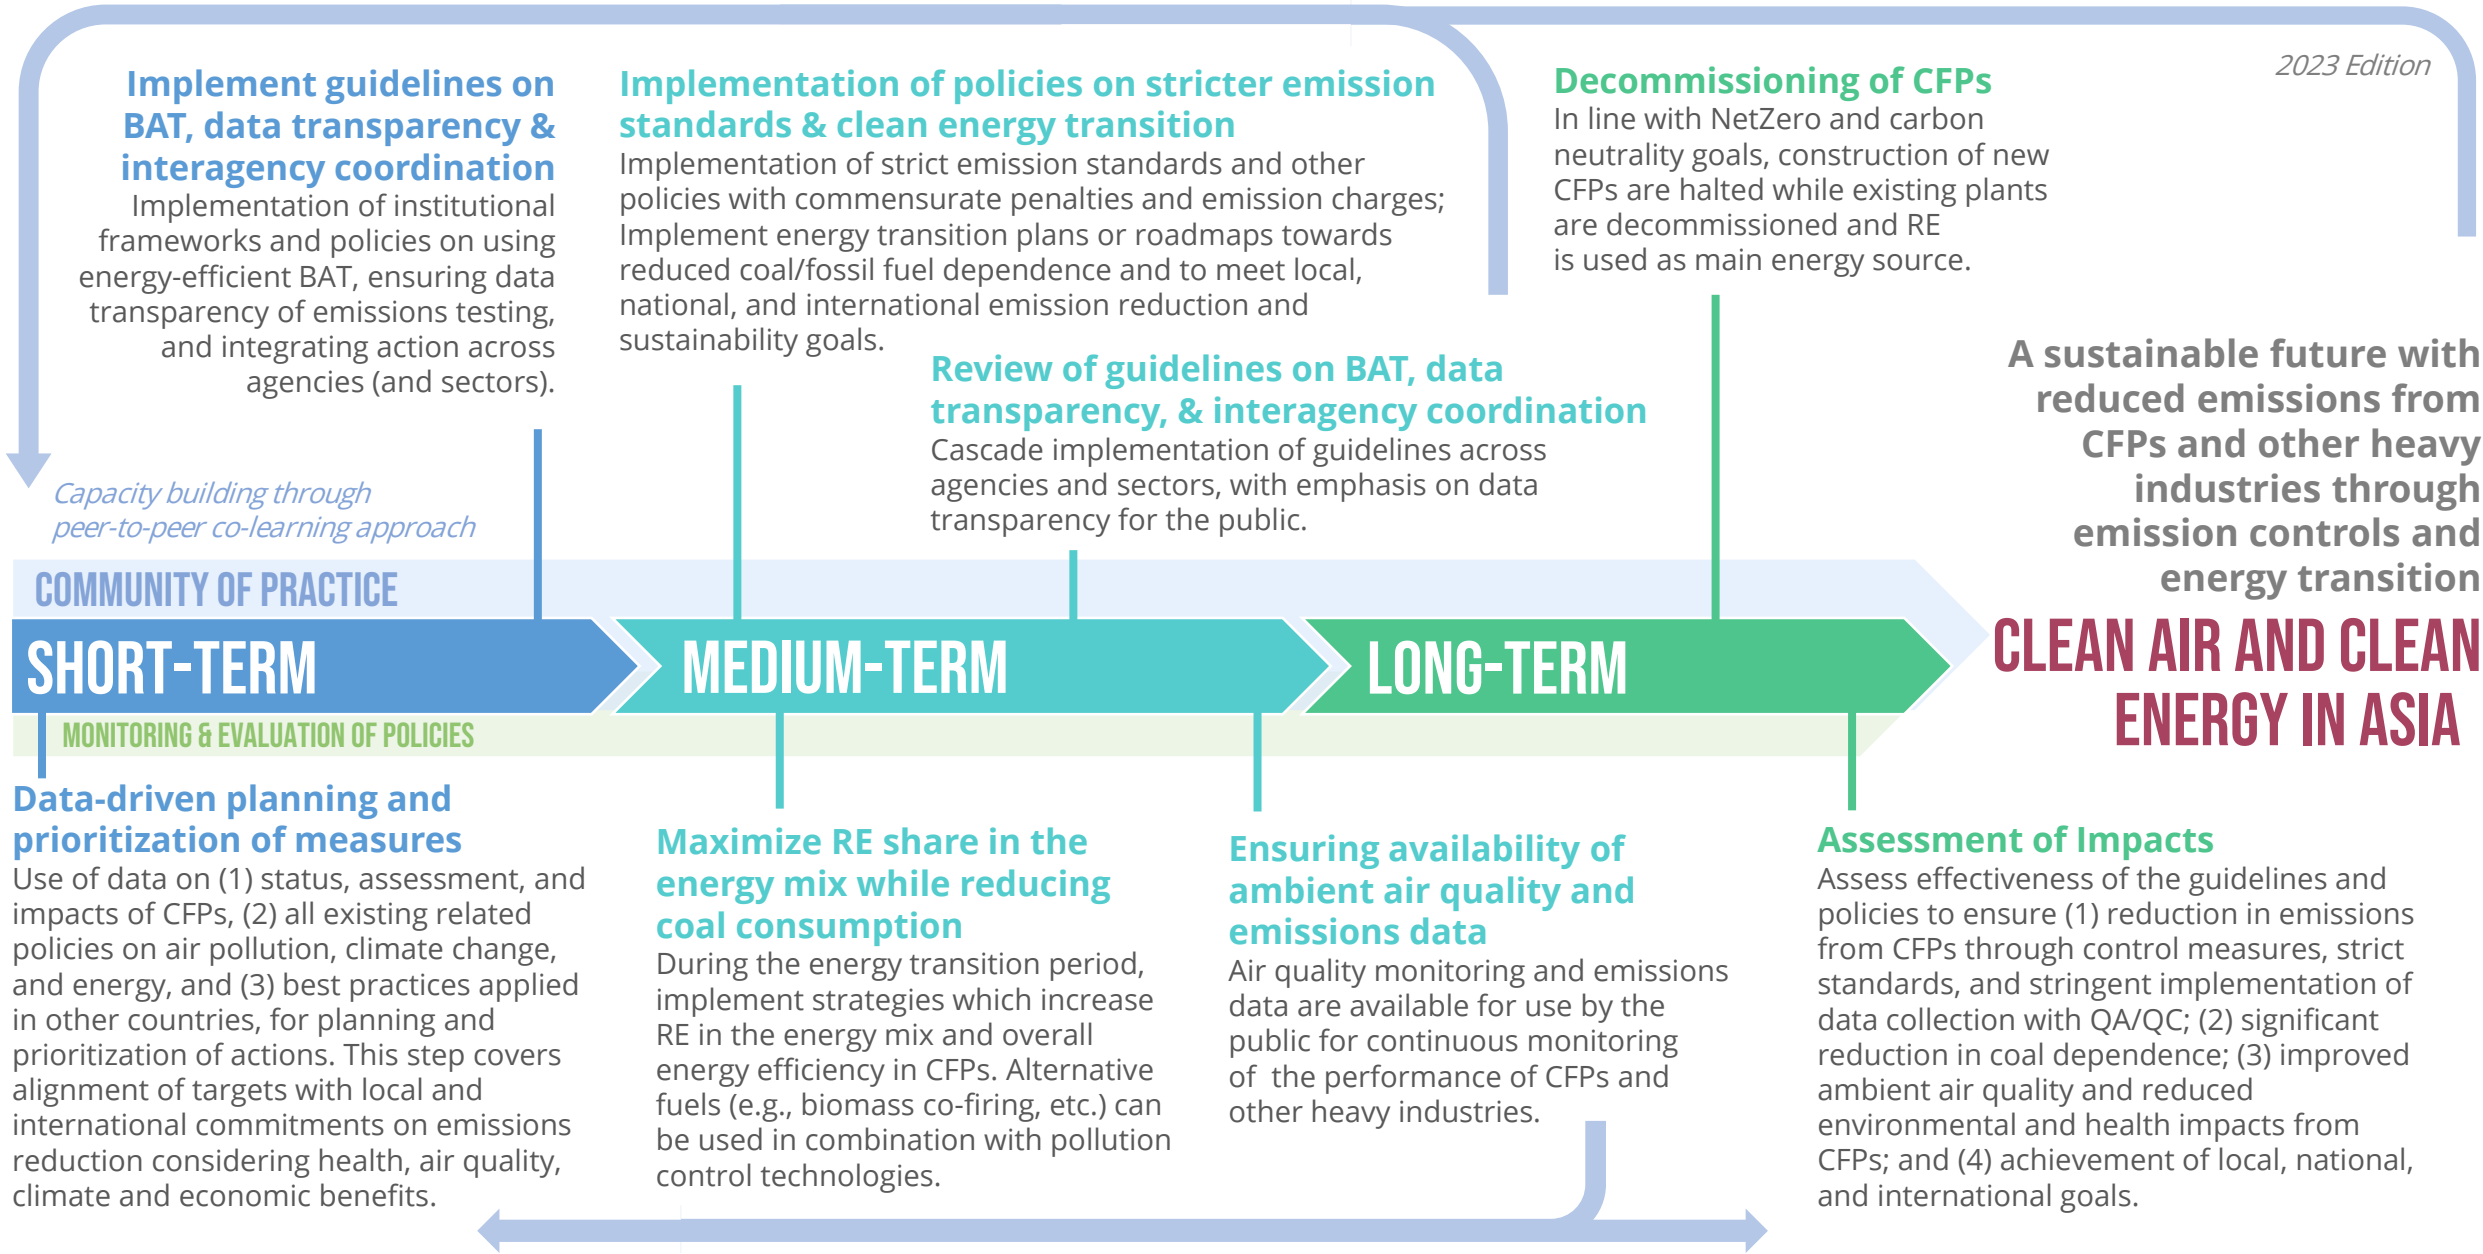 2023 Edition
Implement guidelines on
BAT, data transparency &
interagency coordination
Implementation of institutional
frameworks and policies on using
energy-efficient BAT, ensuring data
transparency of emissions testing,
and integrating action across
agencies (and sectors).
Implementation of policies on stricter emission
standards & clean energy transition
Implementation of strict emission standards and other
policies with commensurate penalties and emission charges;
Implement energy transition plans or roadmaps towards
reduced coal/fossil fuel dependence and to meet local,
national, and international emission reduction and
sustainability goals.
Review of guidelines on BAT, data
transparency, & interagency coordination
Cascade implementation of guidelines across
agencies and sectors, with emphasis on data
transparency for the public.
Decommissioning of CFPs
In line with NetZero and carbon
neutrality goals, construction of new
CFPs are halted while existing plants
are decommissioned and RE
is used as main energy source.
Capacity building through
peer-to-peer co-learning approach
COMMUNITY OF PRACTICE
SHORT-TERM
MEDIUM-TERM
LONG-TERM
MONITORING & EVALUATION OF POLICIES
A sustainable future with
reduced emissions from
CFPs and other heavy
industries through
emission controls and
energy transition
CLEAN AIR AND CLEAN
ENERGY IN ASIA
Data-driven planning and
prioritization of measures
Use of data on (1) status, assessment, and
impacts of CFPs, (2) all existing related
policies on air pollution, climate change,
and energy, and (3) best practices applied
in other countries, for planning and
prioritization of actions. This step covers
alignment of targets with local and
international commitments on emissions
reduction considering health, air quality,
climate and economic benefits.
Maximize RE share in the
energy mix while reducing
coal consumption
During the energy transition period,
implement strategies which increase
RE in the energy mix and overall
energy efficiency in CFPs. Alternative
fuels (e.g., biomass co-firing, etc.) can
be used in combination with pollution
control technologies.
Ensuring availability of
ambient air quality and
emissions data
Air quality monitoring and emissions
data are available for use by the
public for continuous monitoring
of the performance of CFPs and
other heavy industries.
Assessment of Impacts
Assess effectiveness of the guidelines and
policies to ensure (1) reduction in emissions
from CFPs through control measures, strict
standards, and stringent implementation of
data collection with QA/QC; (2) significant
reduction in coal dependence; (3) improved
ambient air quality and reduced
environmental and health impacts from
CFPs; and (4) achievement of local, national,
and international goals.